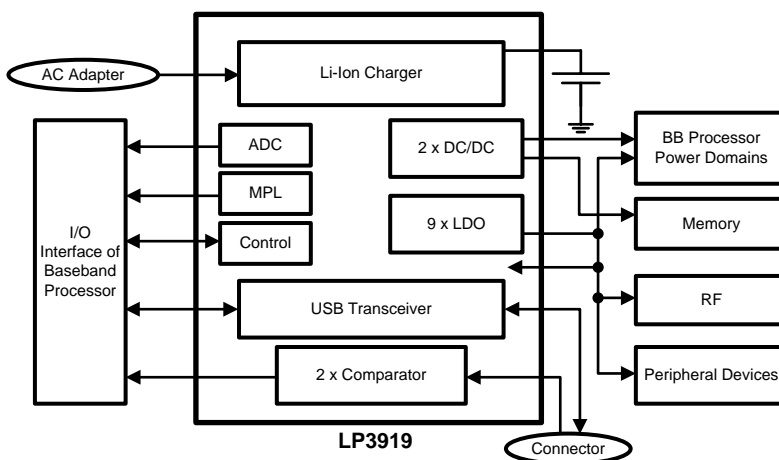 AC Adapter
Li-Ion Charger
ADC
MPL
Control
2 x DC/DC
9 x LDO
BB Processor
Power Domains
Memory
RF
Peripheral Devices
I/O
Interface of
Baseband
Processor
USB Transceiver
2 x Comparator
LP3919
Connector